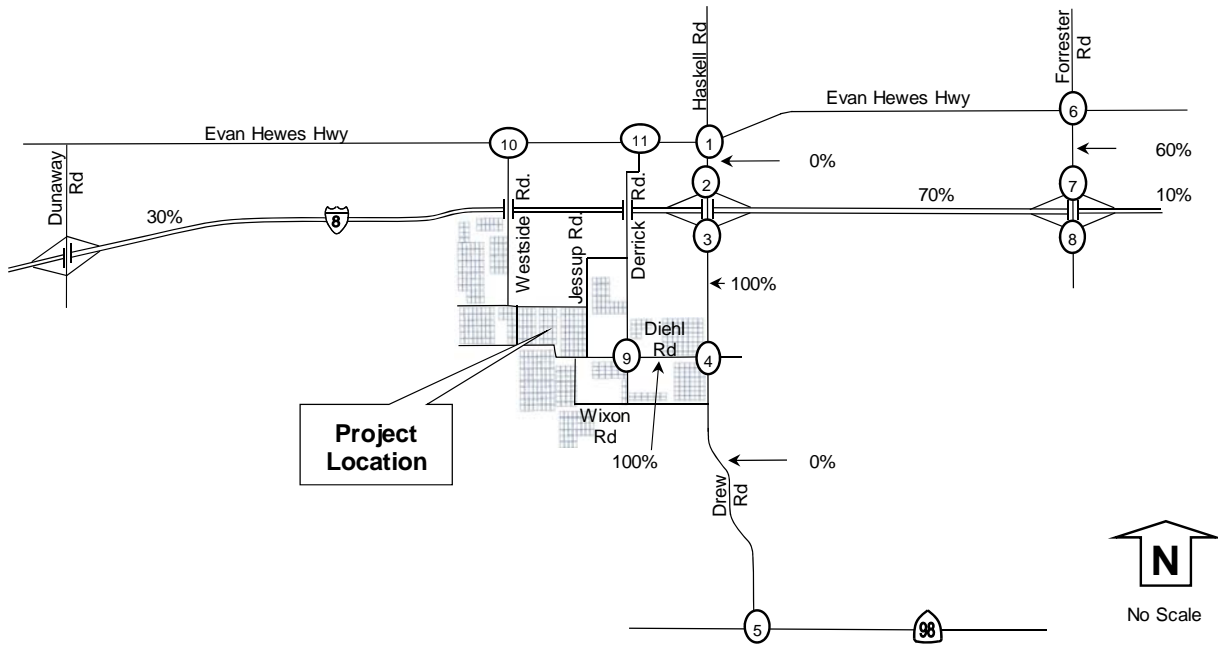 Haskell Rd
Forrester
Rd
Evan Hewes Hwy
6
Evan Hewes Hwy
10
11
1
0%
60%
Dunaway
Rd
2
7
30%
8
Westside Rd.
Jessup Rd.
Derrick Rd.
70%
10%
3
8
100%
Diehl
Rd
9
4
Project
Location
Wixon
Rd
100%
0%
Drew
Rd
N
No Scale
5
98